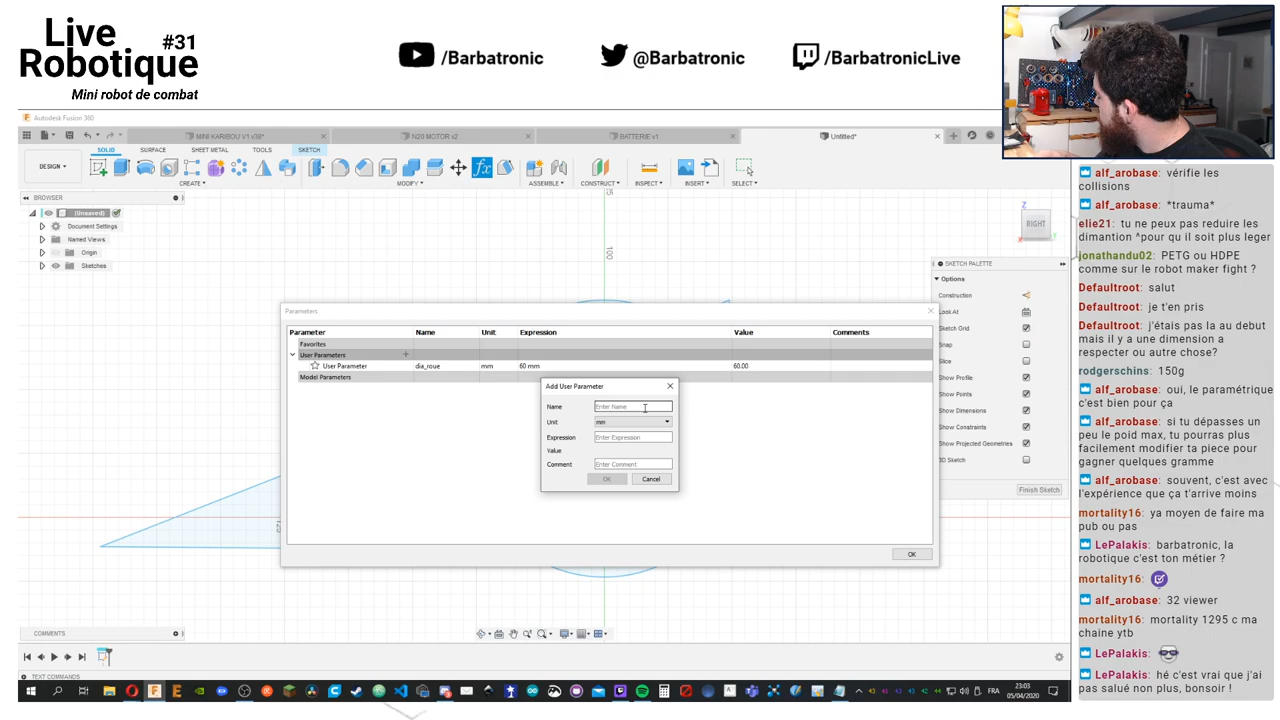 Live
Robotique #31
Mini robot de combat
/Barbatronic
@Barbatronic
/BarbatronicLive
Autodesk Fusion 360
MINI KARIBOU V1 v38*
N20 MOTOR v2
BATTERIE v1
Untitled*
SOLID SURFACE SHEET METAL TOOLS SKETCH
DESIGN
CREATE MODIFY ASSEMBLE CONSTRUCT INSPECT INSERT SELECT
BROWSER
(Unsaved)
Document Settings
Named Views
Origin
Sketches
100
125
Z
RIGHT
X
Y
SKETCH PALETTE
Options
Construction
Look At
Sketch Grid
Snap
Slice
Show Profile
Show Points
Show Dimensions
Show Constraints
Show Projected Geometries
3D Sketch
Finish Sketch
Parameters
Parameter Name Unit Expression Value Comments
Favorites
User Parameters
User Parameter dia_roue mm 60 mm 60.00
Model Parameters
Add User Parameter
Name Enter Name
Unit mm
Expression Enter Expression
Value
Comment Enter Comment
OK Cancel
OK
COMMENTS
TEXT COMMANDS
FRA
23:03
05/04/2020
alf_arobase: vérifie les
collisions
alf_arobase: *trauma*
elie21: tu ne peux pas reduire les
dimantion ^pour qu il soit plus leger
jonathandu02: PETG ou HDPE
comme sur le robot maker fight ?
Defaultroot: salut
Defaultroot: je t'en pris
Defaultroot: j'étais pas la au debut
mais il y a une dimension a
respecter ou autre chose?
rodgerschins: 150g
alf_arobase: oui, le paramétrique
c'est bien pour ça
alf_arobase: si tu dépasses un
peu le poid max, tu pourras plus
facilement modifier ta piece pour
gagner quelques gramme
alf_arobase: souvent, c'est avec
l'expérience que ça t'arrive moins
mortality16: ya moyen de faire ma
pub ou pas
LePalakis: barbatronic, la
robotique c'est ton métier ?
mortality16:
alf_arobase: 32 viewer
mortality16: mortality 1295 c ma
chaine ytb
LePalakis:
LePalakis: hé c'est vrai que j'ai
pas salué non plus, bonsoir !